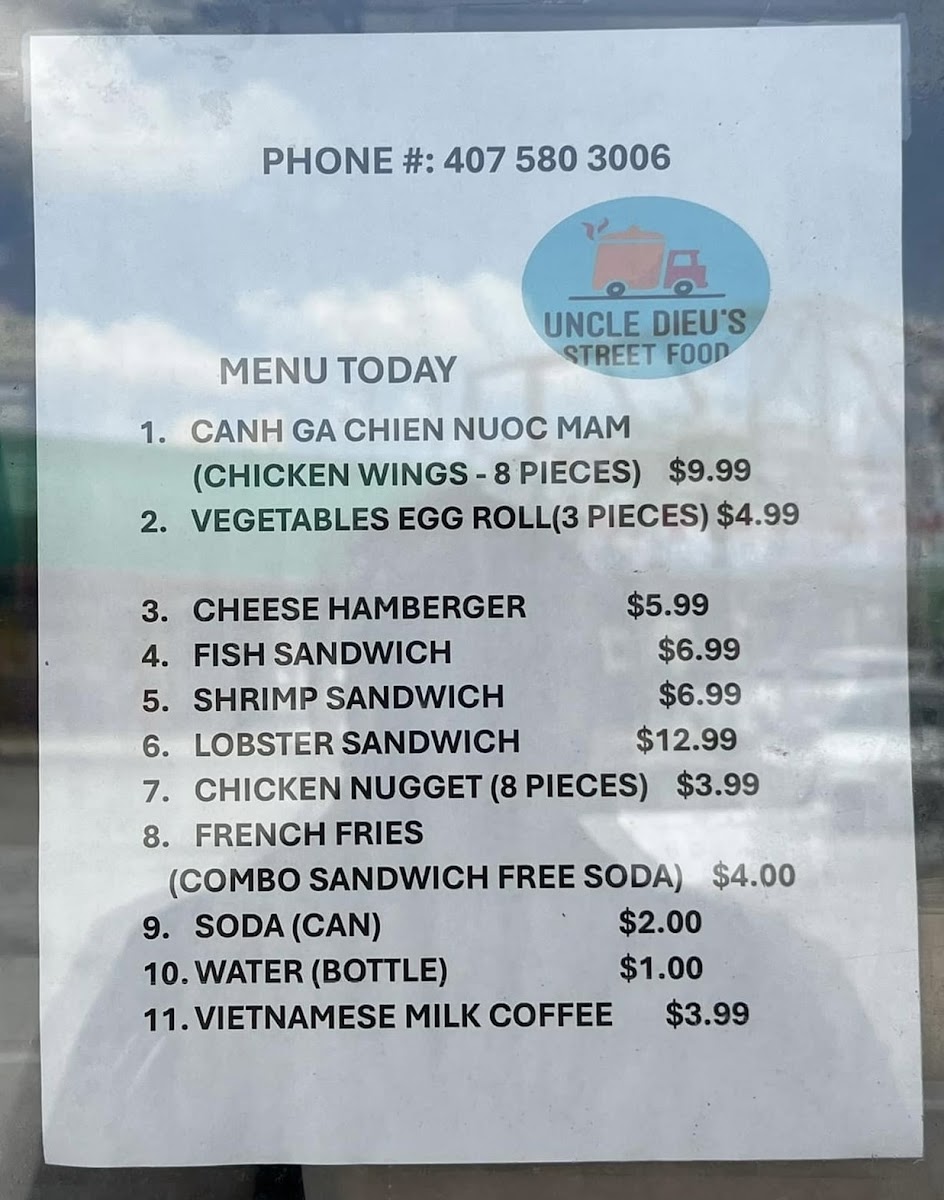 PHONE #: 407 580 3006
UNCLE DIEU'S
STREET FOOD
MENU TODAY
1. CANH GA CHIEN NUOC MAM
(CHICKEN WINGS - 8 PIECES) $9.99
2. VEGETABLES EGG ROLL(3 PIECES) $4.99
3. CHEESE HAMBERGER $5.99
4. FISH SANDWICH $6.99
5. SHRIMP SANDWICH $6.99
6. LOBSTER SANDWICH $12.99
7. CHICKEN NUGGET (8 PIECES) $3.99
8. FRENCH FRIES
(COMBO SANDWICH FREE SODA) $4.00
9. SODA (CAN) $2.00
10. WATER (BOTTLE) $1.00
11. VIETNAMESE MILK COFFEE $3.99